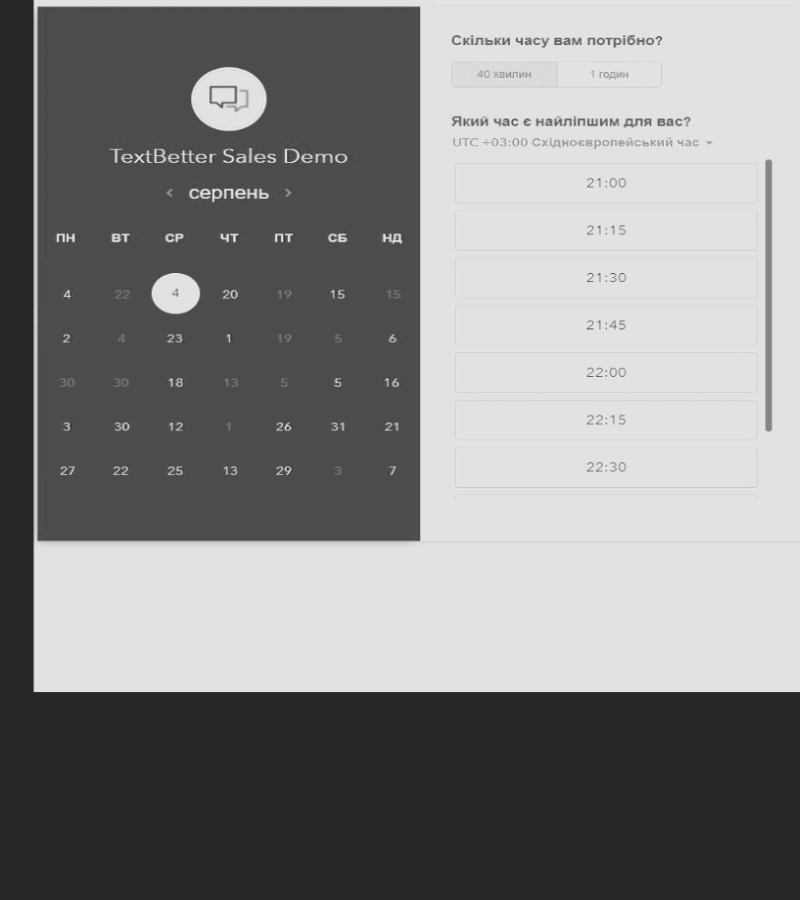 TextBetter Sales Demo
< серпень >
ПН ВТ СР ЧТ ПТ СБ НД
4 22 4 20 19 15 15
2 4 23 1 19 5 6
30 30 18 13 5 5 16
3 30 12 1 26 31 21
27 22 25 13 29 3 7
Скільки часу вам потрібно?
40 хвилин 1 годин
Який час є найліпшим для вас?
UTC +03:00 Східноєвропейський час
21:00
21:15
21:30
21:45
22:00
22:15
22:30